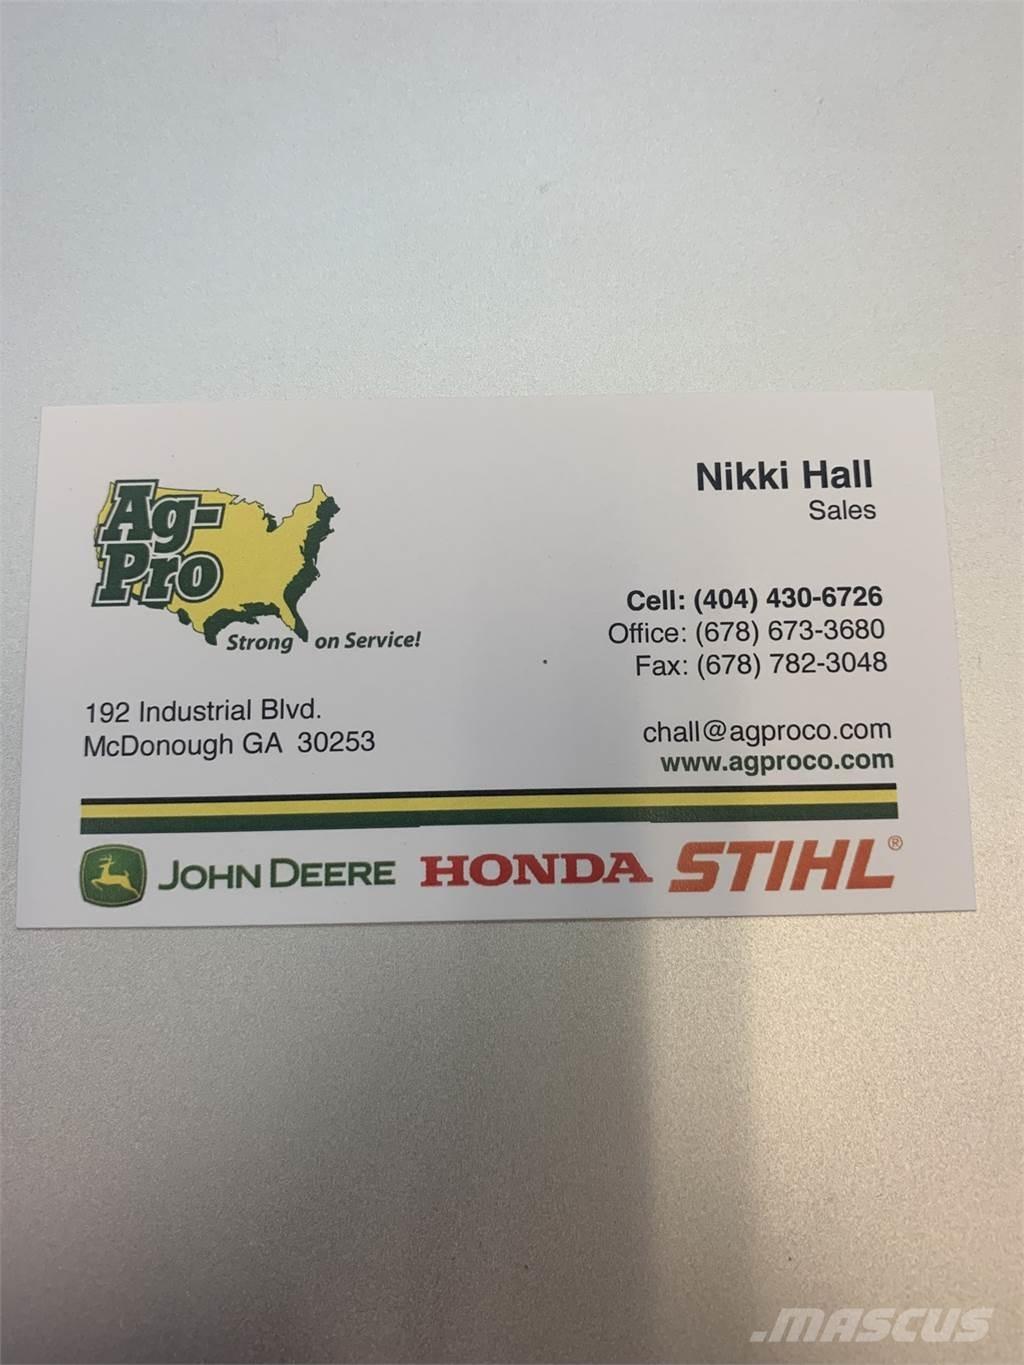 Ag-
Pro
Strong on Service!
192 Industrial Blvd.
McDonough GA 30253
Nikki Hall
Sales
Cell: (404) 430-6726
Office: (678) 673-3680
Fax: (678) 782-3048
chall@agproco.com
www.agproco.com
JOHN DEERE HONDA STIHL®
.MASCUS